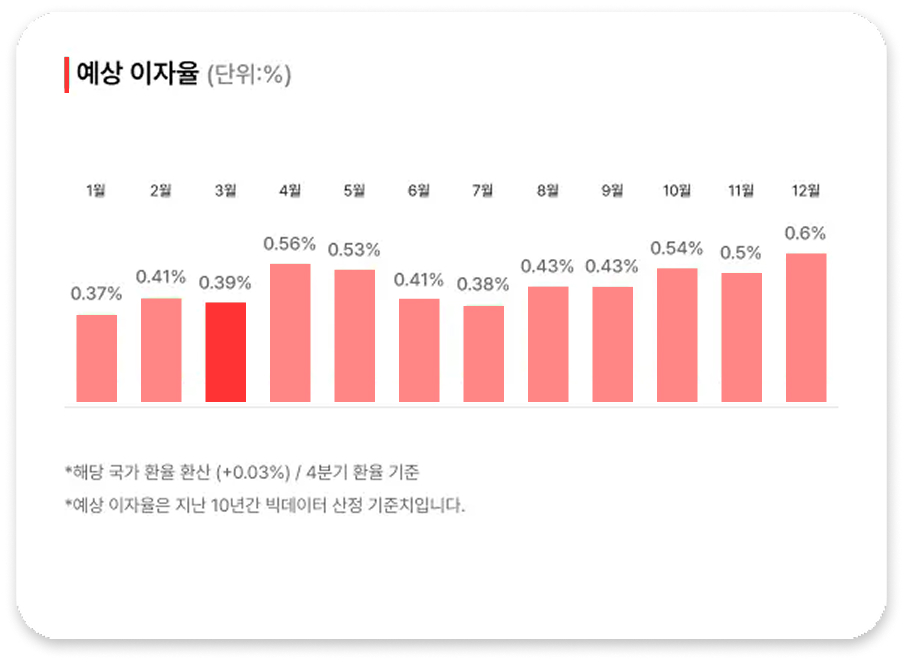 예상 이자율 (단위:%)
1월 2월 3월 4월 5월 6월 7월 8월 9월 10월 11월 12월
0.37% 0.41% 0.39% 0.56% 0.53% 0.41% 0.38% 0.43% 0.43% 0.54% 0.5% 0.6%
*해당 국가 환율 환산 (+0.03%) / 4분기 환율 기준
*예상 이자율은 지난 10년간 빅데이터 산정 기준치입니다.